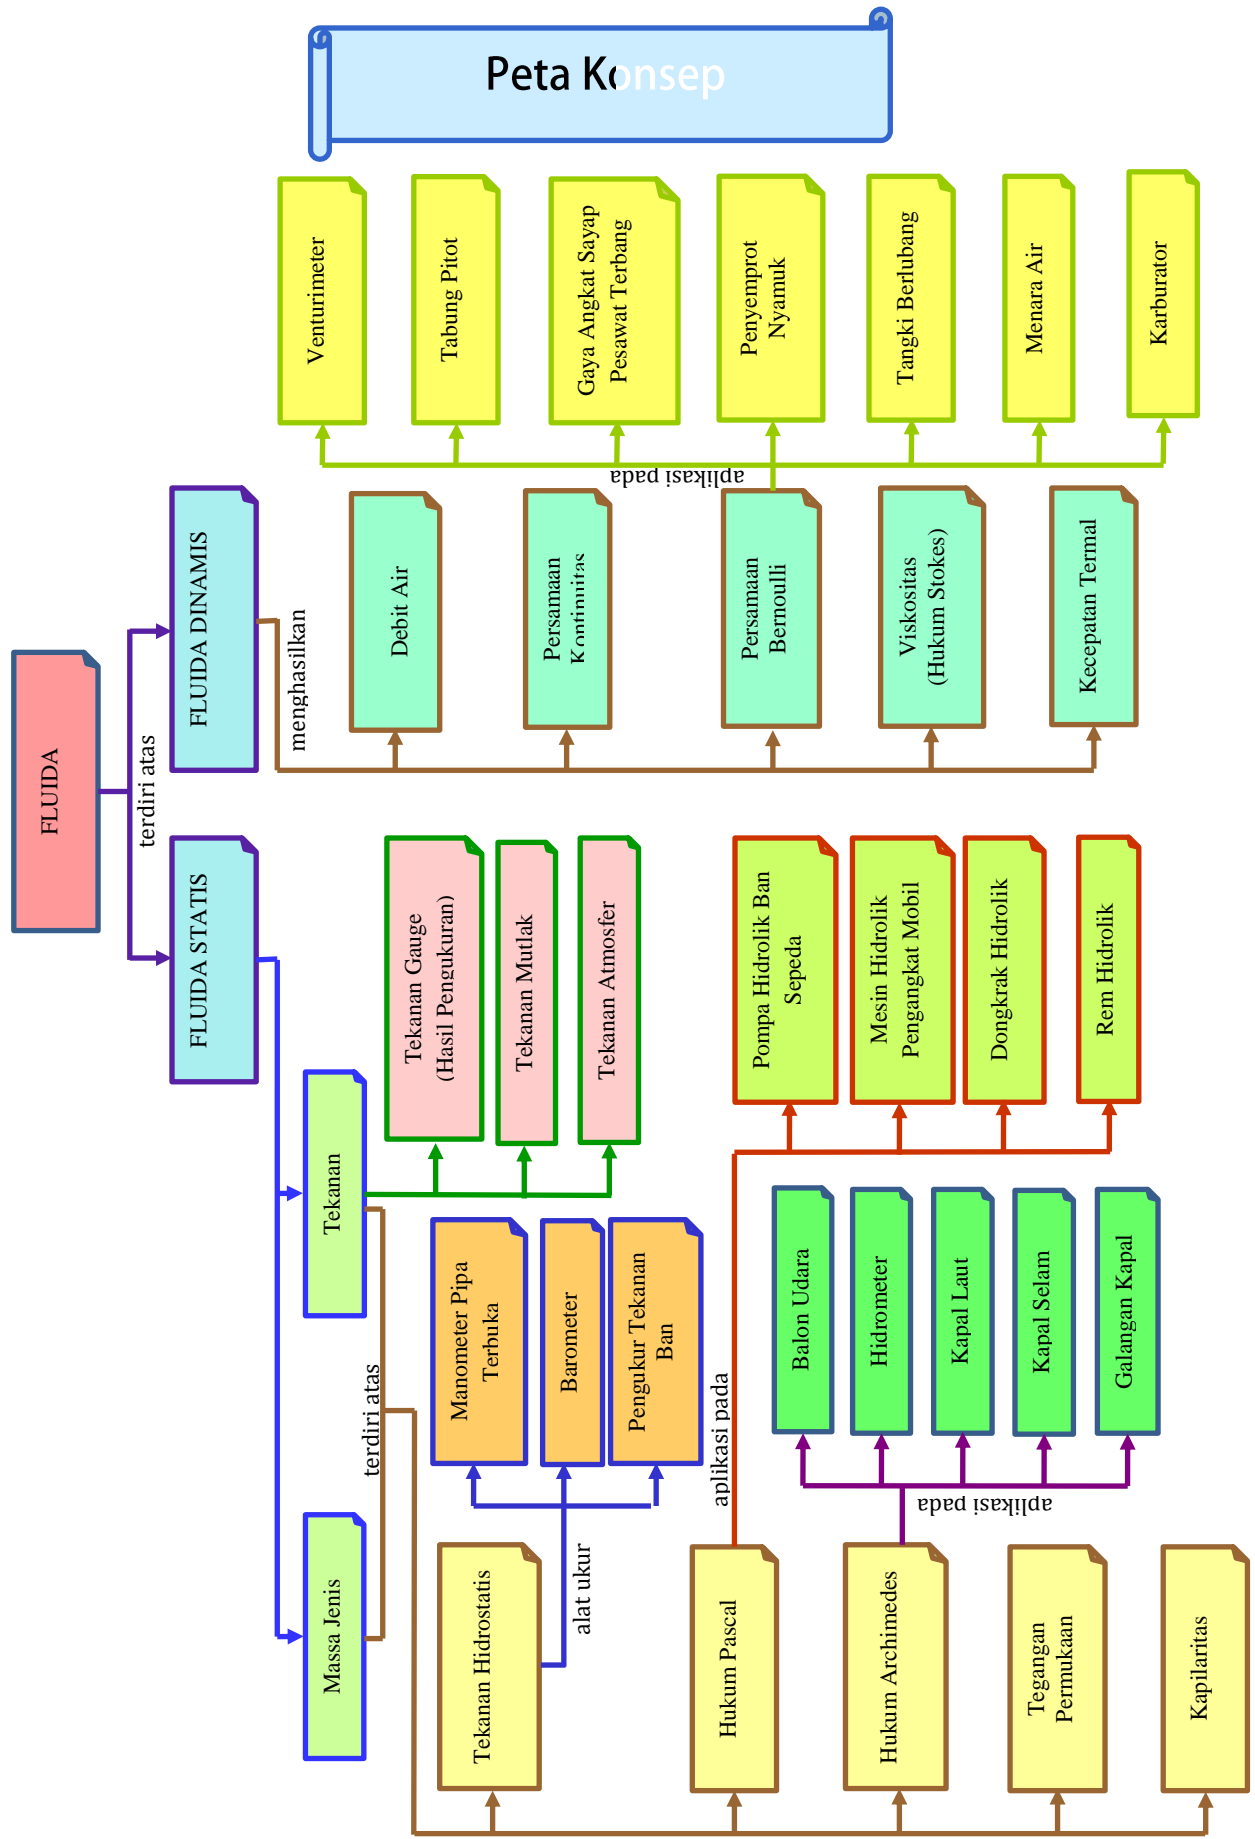 Peta Konsep
FLUIDA
terdiri atas
FLUIDA STATIS
FLUIDA DINAMIS
Massa Jenis
Tekanan
terdiri atas
Tekanan Gauge
(Hasil Pengukuran)
Tekanan Mutlak
Tekanan Atmosfer
Tekanan Hidrostatis
alat ukur
Manometer Pipa
Terbuka
Barometer
Pengukur Tekanan
Ban
Hukum Pascal
aplikasi pada
Pompa Hidrolik Ban
Sepeda
Mesin Hidrolik
Pengangkat Mobil
Dongkrak Hidrolik
Rem Hidrolik
Hukum Archimedes
aplikasi pada
Balon Udara
Hidrometer
Kapal Laut
Kapal Selam
Galangan Kapal
Tegangan
Permukaan
Kapilaritas
menghasilkan
Debit Air
Persamaan
Kontinuitas
Persamaan
Bernoulli
Viskositas
(Hukum Stokes)
Kecepatan Termal
aplikasi pada
Venturimeter
Tabung Pitot
Gaya Angkat Sayap
Pesawat Terbang
Penyemprot
Nyamuk
Tangki Berlubang
Menara Air
Karburator